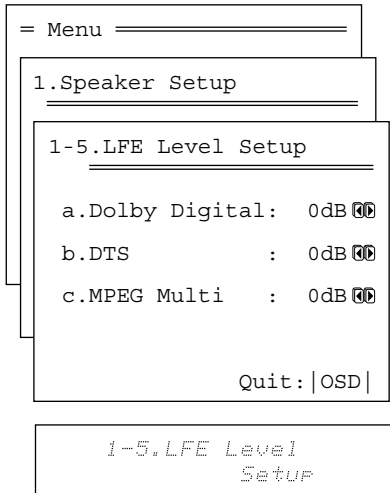 Menu
1.Speaker Setup
1-5.LFE Level Setup
a.Dolby Digital: 0dB
b.DTS : 0dB
c.MPEG Multi : 0dB
Quit:|OSD|
1-5.LFE Level
Setup